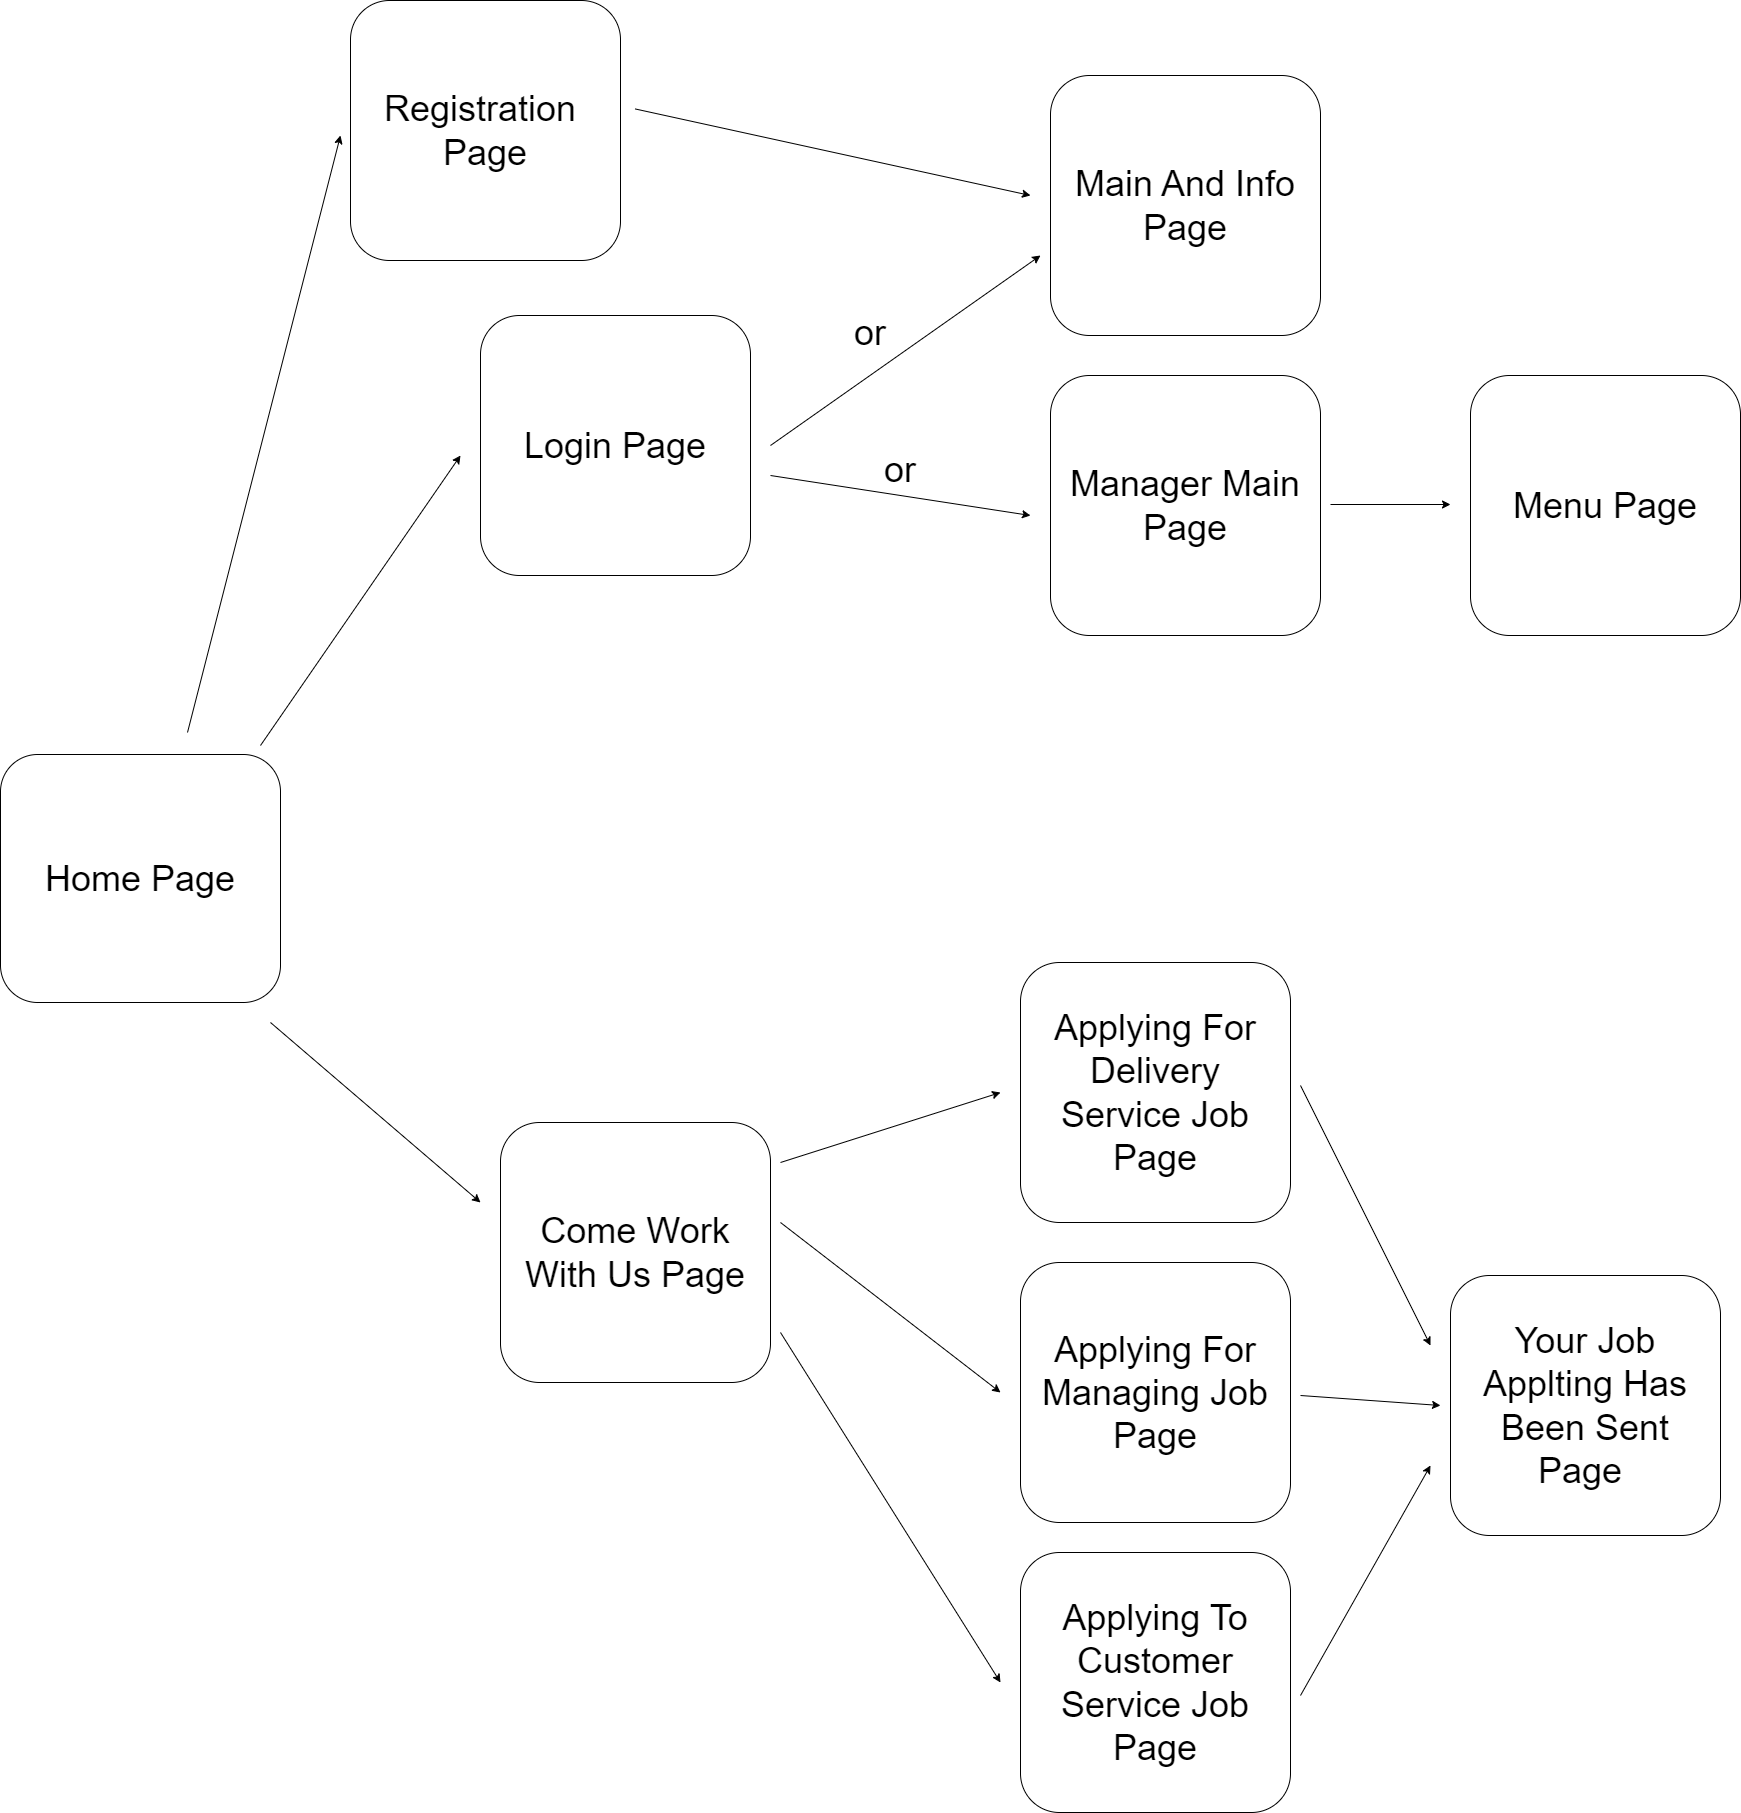 Registration
Page
Main And Info
Page
or
Login Page
or
Manager Main
Page
Menu Page
Home Page
Applying For
Delivery
Service Job
Page
Come Work
With Us Page
Applying For
Managing Job
Page
Your Job
Applting Has
Been Sent
Page
Applying To
Customer
Service Job
Page